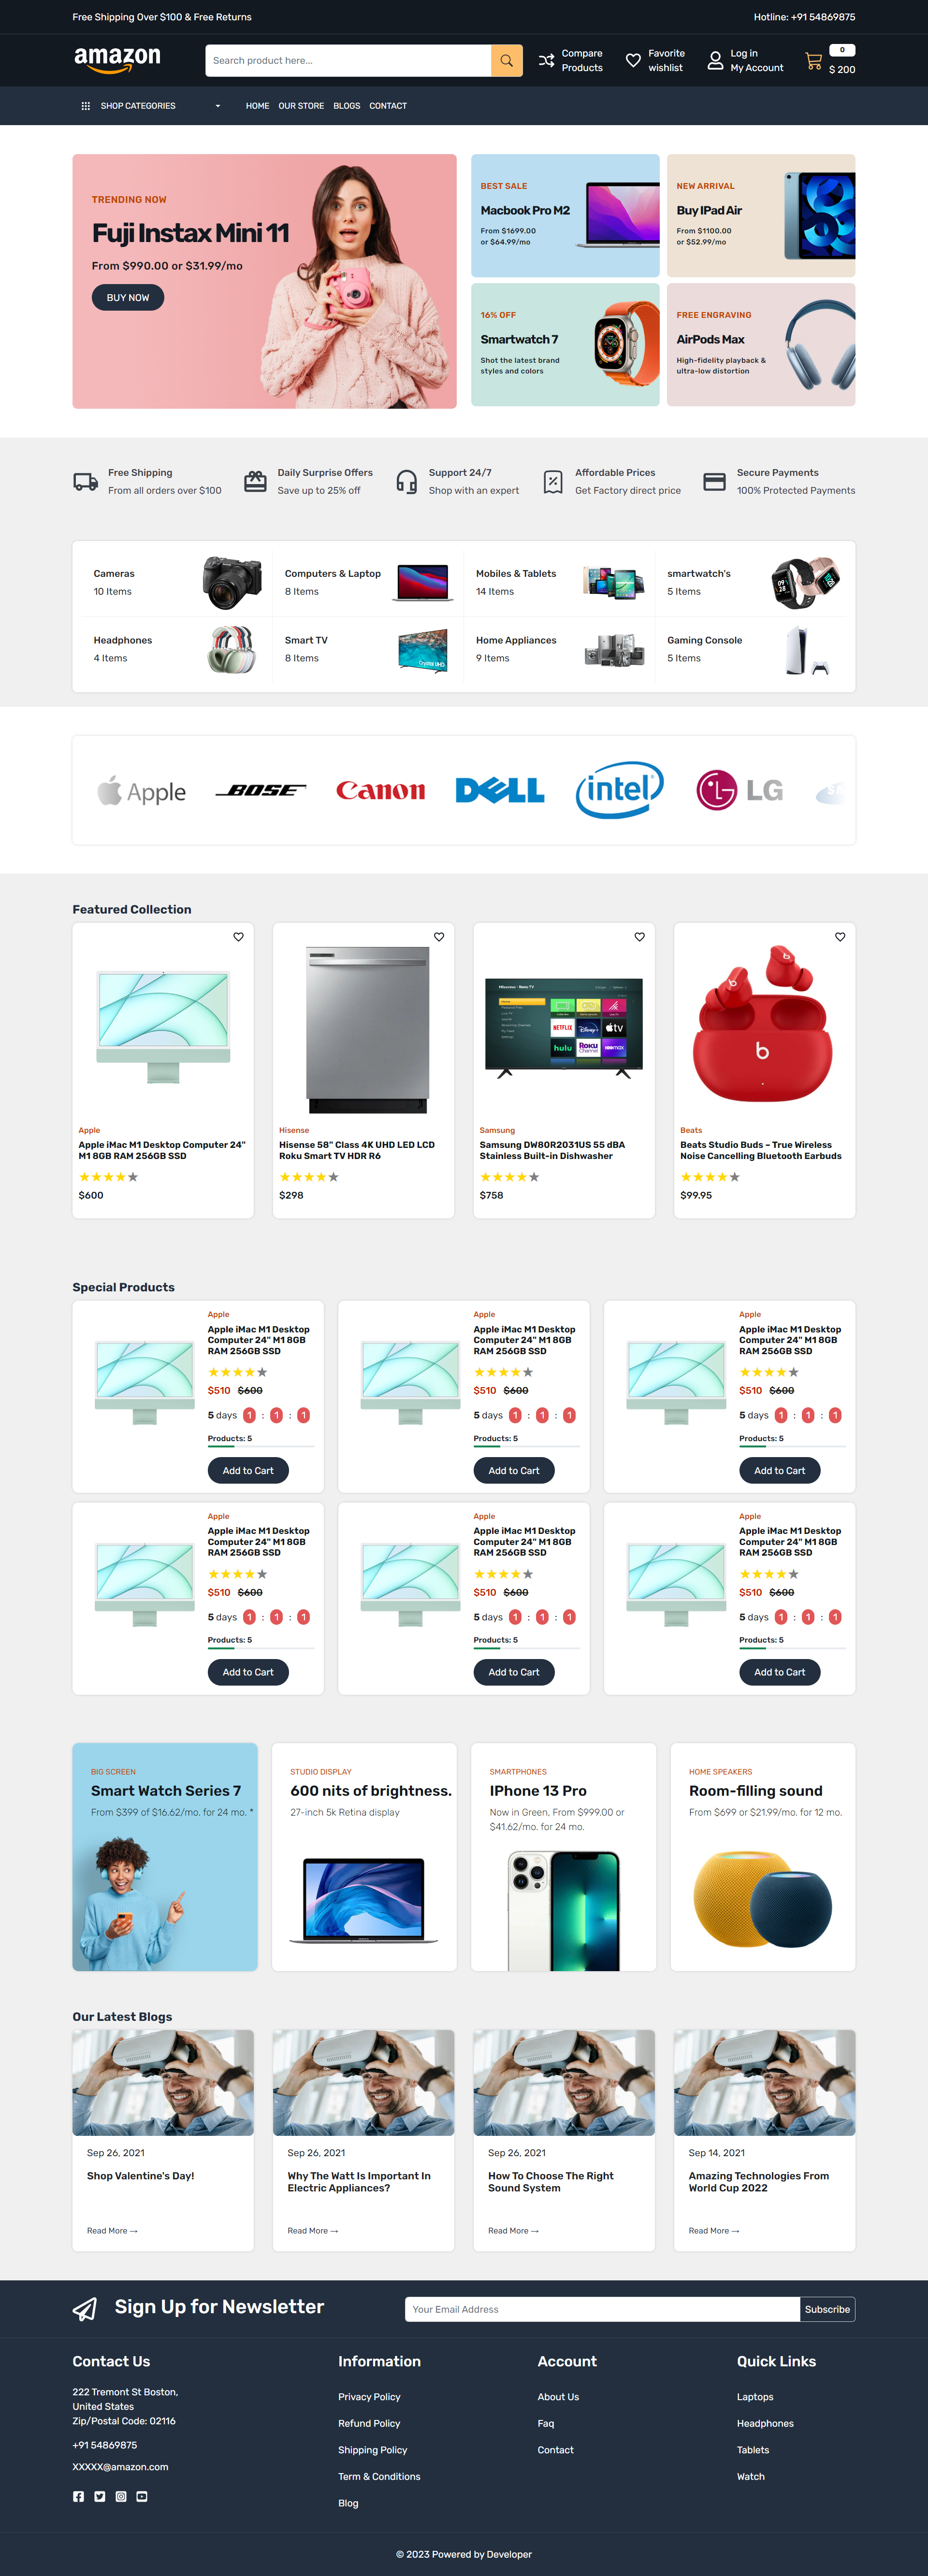 Free Shipping Over $100 & Free Returns
Hotline: +91 54869875
amazon
Search product here...
Compare
Products
Favorite
wishlist
Log in
My Account
0
$ 200
SHOP CATEGORIES
HOME
OUR STORE
BLOGS
CONTACT
TRENDING NOW
Fuji Instax Mini 11
From $990.00 or $31.99/mo
BUY NOW
BEST SALE
Macbook Pro M2
From $1699.00
or $64.99/mo
NEW ARRIVAL
Buy IPad Air
From $1100.00
or $52.99/mo
16% OFF
Smartwatch 7
Shot the latest brand
styles and colors
FREE ENGRAVING
AirPods Max
High-fidelity playback &
ultra-low distortion
Free Shipping
From all orders over $100
Daily Surprise Offers
Save up to 25% off
Support 24/7
Shop with an expert
Affordable Prices
Get Factory direct price
Secure Payments
100% Protected Payments
Cameras
10 Items
Computers & Laptop
8 Items
Mobiles & Tablets
14 Items
smartwatch's
5 Items
Headphones
4 Items
Smart TV
8 Items
Crystal UHD
Home Appliances
9 Items
Gaming Console
5 Items
Apple
BOSE
Canon
DELL
intel
LG
Featured Collection
NETFLIX
Disney+
tv
hulu
Roku
Channel
HBOMAX
b
Apple
Apple iMac M1 Desktop Computer 24"
M1 8GB RAM 256GB SSD
$600
Hisense
Hisense 58" Class 4K UHD LED LCD
Roku Smart TV HDR R6
$298
Samsung
Samsung DW80R2031US 55 dBA
Stainless Built-in Dishwasher
$758
Beats
Beats Studio Buds – True Wireless
Noise Cancelling Bluetooth Earbuds
$99.95
Special Products
Apple
Apple iMac M1 Desktop
Computer 24" M1 8GB
RAM 256GB SSD
$510 $600
5 days 1 : 1 : 1
Products: 5
Add to Cart
Apple
Apple iMac M1 Desktop
Computer 24" M1 8GB
RAM 256GB SSD
$510 $600
5 days 1 : 1 : 1
Products: 5
Add to Cart
Apple
Apple iMac M1 Desktop
Computer 24" M1 8GB
RAM 256GB SSD
$510 $600
5 days 1 : 1 : 1
Products: 5
Add to Cart
Apple
Apple iMac M1 Desktop
Computer 24" M1 8GB
RAM 256GB SSD
$510 $600
5 days 1 : 1 : 1
Products: 5
Add to Cart
Apple
Apple iMac M1 Desktop
Computer 24" M1 8GB
RAM 256GB SSD
$510 $600
5 days 1 : 1 : 1
Products: 5
Add to Cart
Apple
Apple iMac M1 Desktop
Computer 24" M1 8GB
RAM 256GB SSD
$510 $600
5 days 1 : 1 : 1
Products: 5
Add to Cart
BIG SCREEN
Smart Watch Series 7
From $399 of $16.62/mo. for 24 mo. *
STUDIO DISPLAY
600 nits of brightness.
27-inch 5k Retina display
SMARTPHONES
IPhone 13 Pro
Now in Green, From $999.00 or
$41.62/mo. for 24 mo.
HOME SPEAKERS
Room-filling sound
From $699 or $21.99/mo. for 12 mo.
Our Latest Blogs
Sep 26, 2021
Shop Valentine's Day!
Read More →
Sep 26, 2021
Why The Watt Is Important In
Electric Appliances?
Read More →
Sep 26, 2021
How To Choose The Right
Sound System
Read More →
Sep 14, 2021
Amazing Technologies From
World Cup 2022
Read More →
Sign Up for Newsletter
Your Email Address
Subscribe
Contact Us
222 Tremont St Boston,
United States
Zip/Postal Code: 02116
+91 54869875
XXXXX@amazon.com
Information
Privacy Policy
Refund Policy
Shipping Policy
Term & Conditions
Blog
Account
About Us
Faq
Contact
Quick Links
Laptops
Headphones
Tablets
Watch
© 2023 Powered by Developer